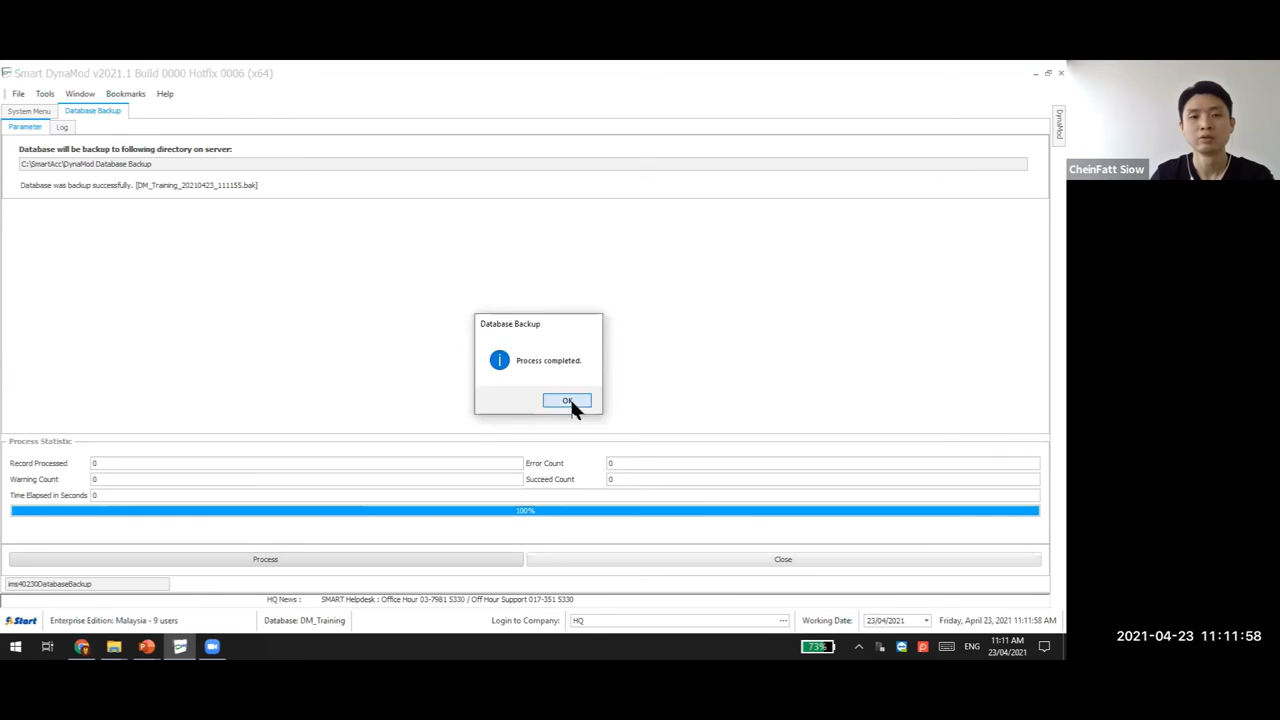 Smart DynaMod v2021.1 Build 0000 Hotfix 0006 (x64)
File Tools Window Bookmarks Help
System Menu Database Backup
Parameter Log
DynaMod
Database will be backup to following directory on server:
C:\SmartAcc\DynaMod Database Backup
Database was backup successfully. [DM_Training_20210423_111155.bak]
CheinFatt Siow
Database Backup
Process completed.
OK
Process Statistic
Record Processed 0 Error Count 0
Warning Count 0 Succeed Count 0
Time Elapsed in Seconds 0
100%
Process Close
ims40230DatabaseBackup
HQ News : SMART Helpdesk : Office Hour 03-7981 5330 / Off Hour Support 017-351 5330
Start Enterprise Edition: Malaysia - 9 users Database: DM_Training Login to Company: HQ Working Date: 23/04/2021 Friday, April 23, 2021 11:11:58 AM
73% ENG 11:11 AM
23/04/2021
2021-04-23 11:11:58